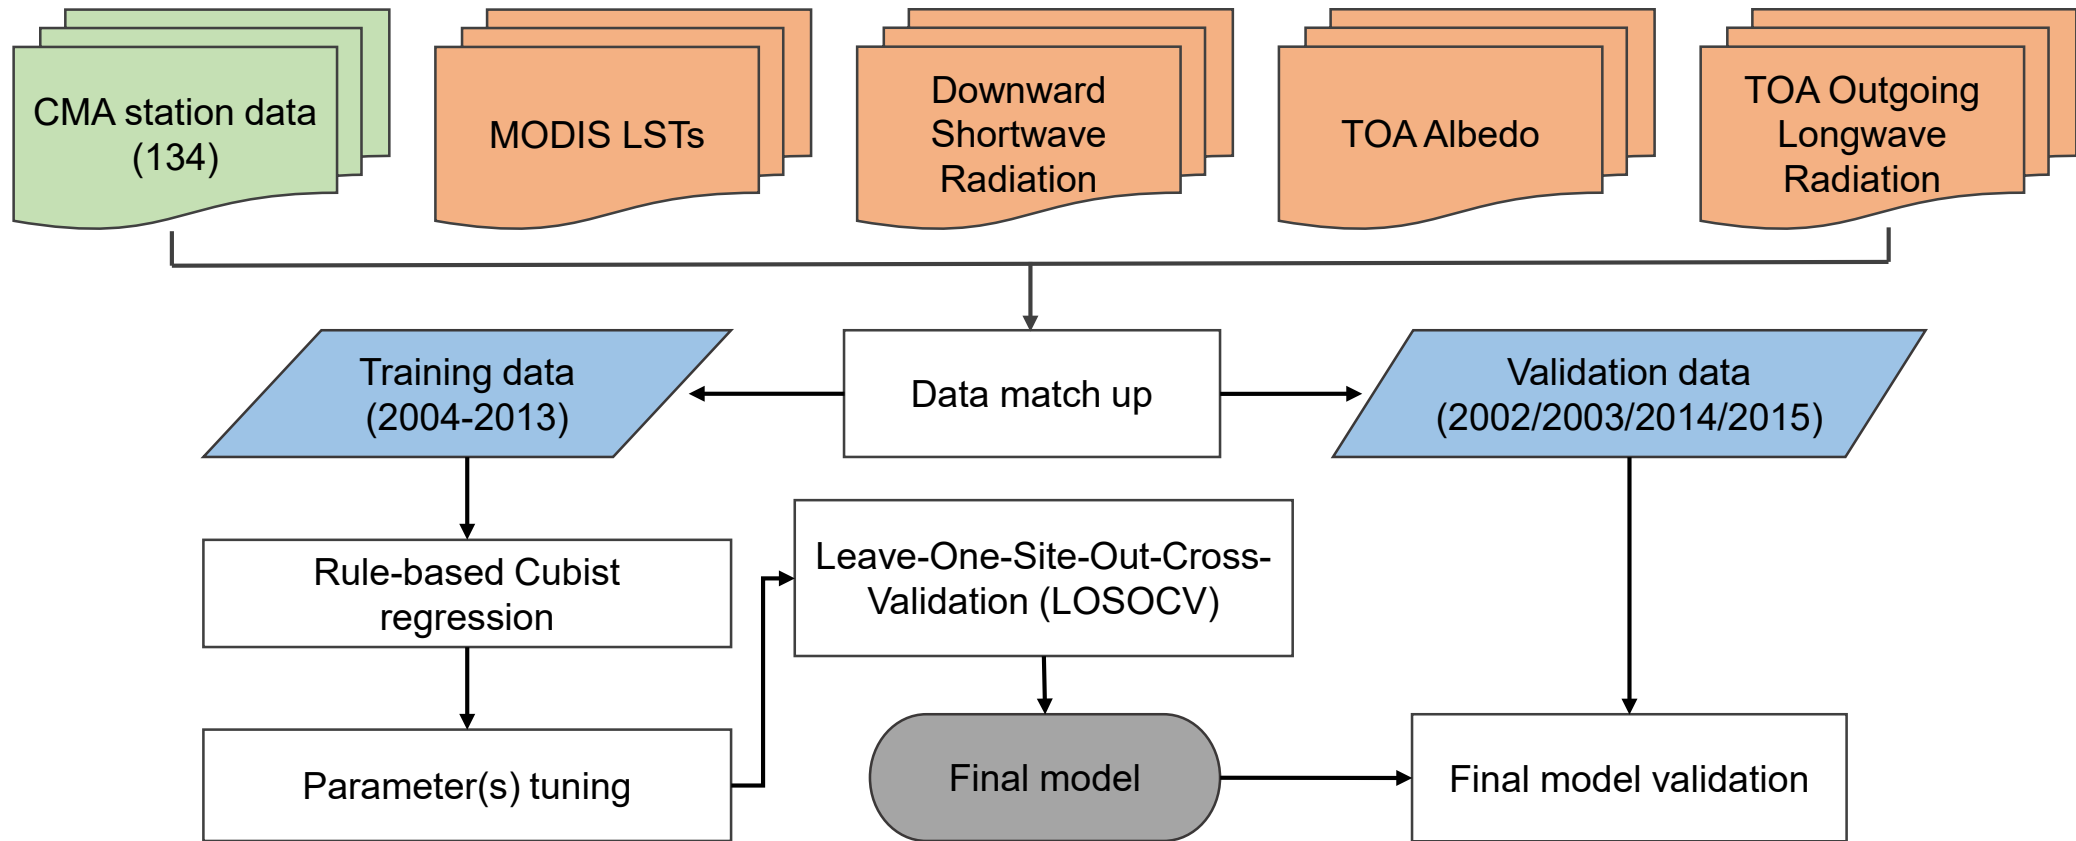 CMA station data
(134)
MODIS LSTs
Downward
Shortwave
Radiation
TOA Albedo
TOA Outgoing
Longwave
Radiation
Training data
(2004-2013)
Data match up
Validation data
(2002/2003/2014/2015)
Rule-based Cubist
regression
Leave-One-Site-Out-Cross-
Validation (LOSOCV)
Parameter(s) tuning
Final model
Final model validation